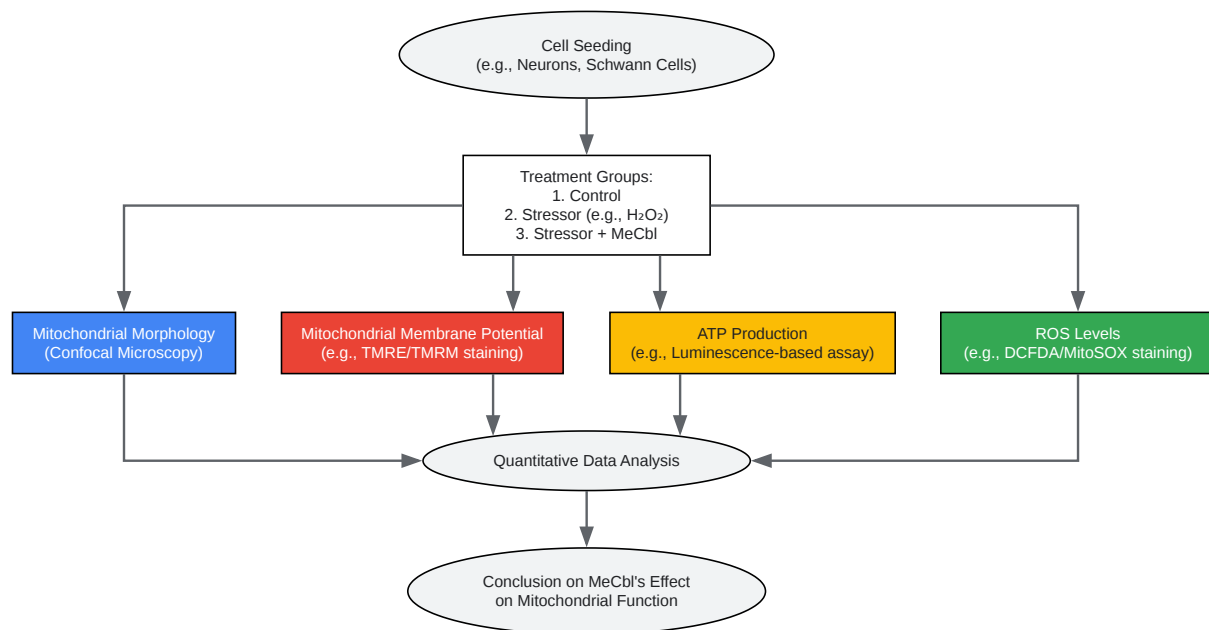 Cell Seeding
(e.g., Neurons, Schwann Cells)
Treatment Groups:
1. Control
2. Stressor (e.g., H₂O₂)
3. Stressor + MeCbl
Mitochondrial Morphology
(Confocal Microscopy)
Mitochondrial Membrane Potential
(e.g., TMRE/TMRM staining)
ATP Production
(e.g., Luminescence-based assay)
ROS Levels
(e.g., DCFDA/MitoSOX staining)
Quantitative Data Analysis
Conclusion on MeCbl's Effect
on Mitochondrial Function